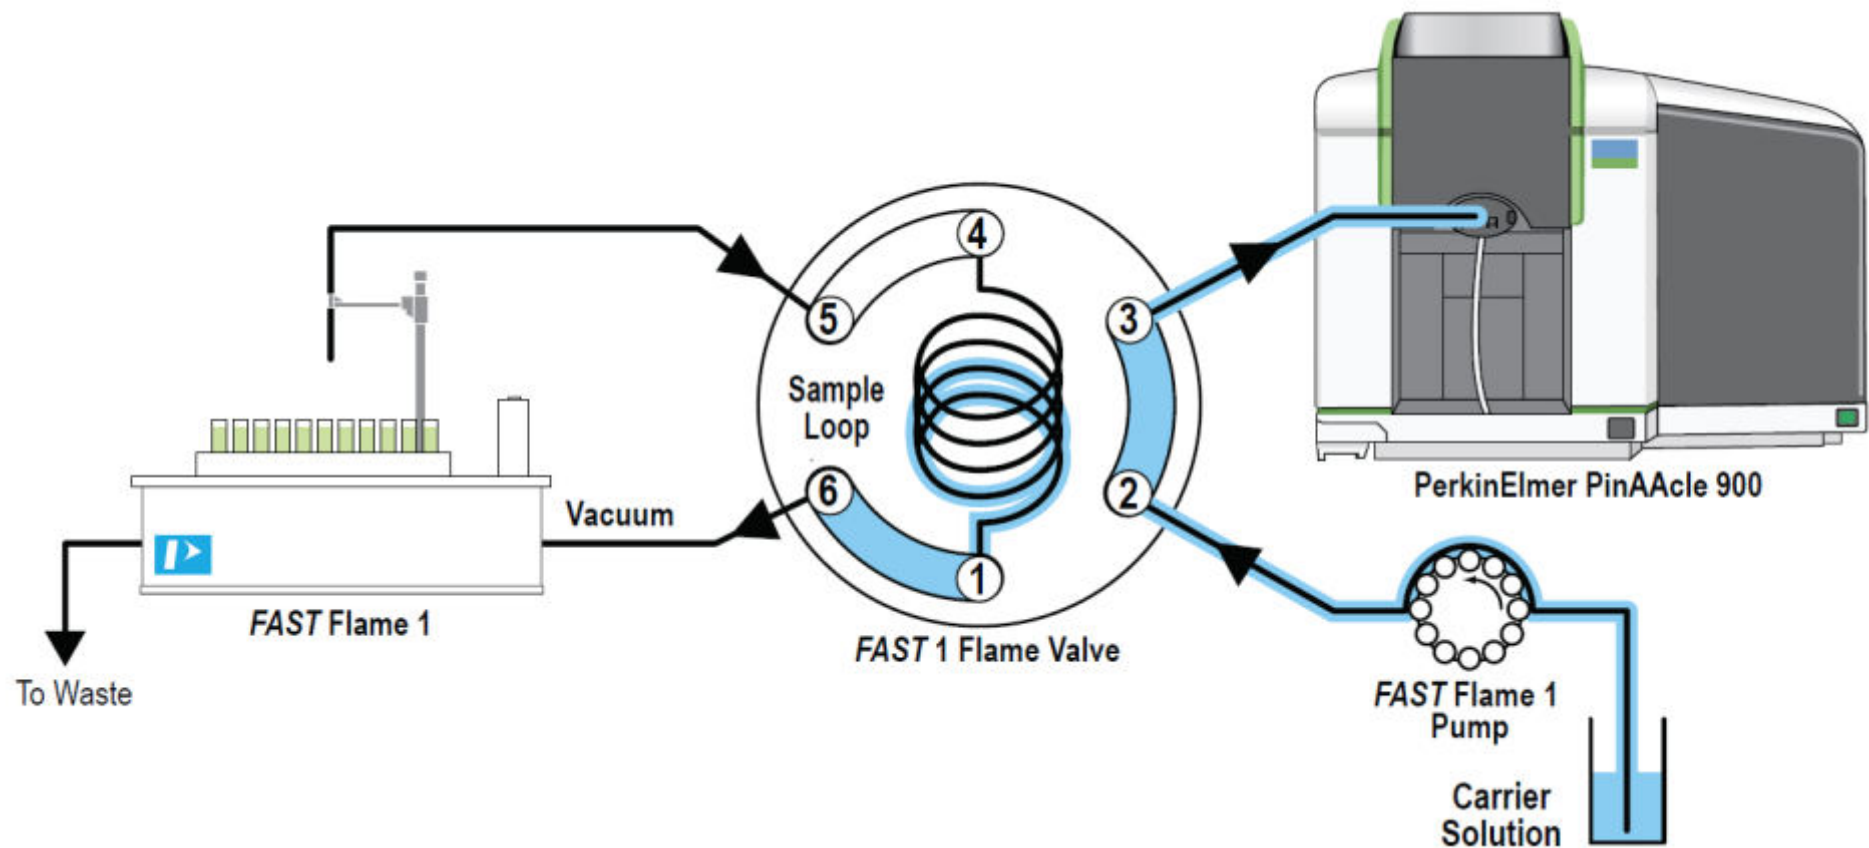 4
5
3
Sample
Loop
6
2
1
Vacuum
FAST Flame 1
To Waste
FAST 1 Flame Valve
PerkinElmer PinAAcle 900
FAST Flame 1
Pump
Carrier
Solution